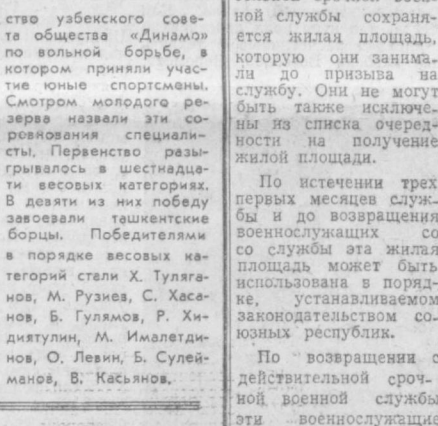 ство узбекского сове-
та общества «Динамо»
по вольной борьбе, в
котором приняли учас-
тие юные спортсмены.
Смотром молодого ре-
зерва назвали эти со-
ревнования специали-
сты. Первенство разы-
грывалось в шестнадца-
ти весовых категориях.
В девяти из них победу
завоевали ташкентские
борцы. Победителями
в порядке весовых ка-
тегорий стали Х. Туляга-
нов, М. Рузиев, С. Хаса-
нов, Б. Гулямов, Р. Хи-
диятулин, М. Ималетди-
нов, О. Левин, Б. Сулей-
манов, В. Касьянов.
ной службы сохраня-
ется жилая площадь,
которую они занима-
ли до призыва на
службу. Они не могут
быть также исключе-
ны из списка очеред-
ности на получение
жилой площади.
По истечении трех
первых месяцев служ-
бы и до возвращения
военнослужащих со
со службы эта жилая
площадь может быть
использована в поряд-
ке, устанавливаемом
законодательством со-
юзных республик.
По возвращении с
действительной сроч-
ной военной службы
эти военнослужащие